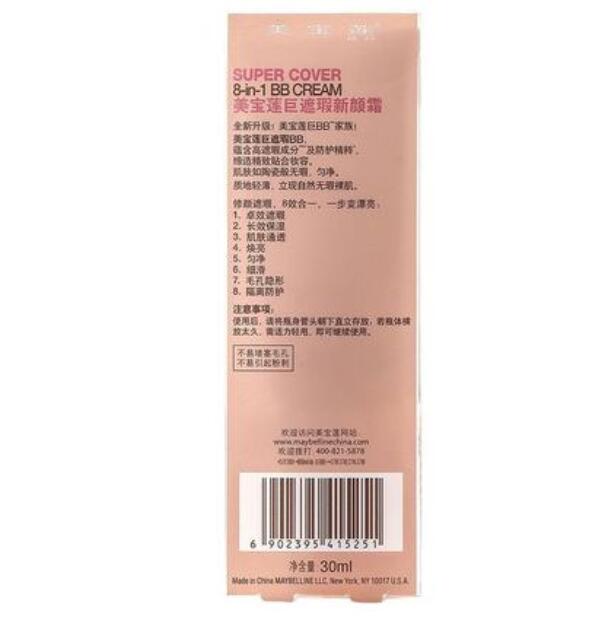 SUPER COVER
8-in-1 BB CREAM
美宝莲巨遮瑕新颜霜
全新升级！美宝莲巨BB™家族！
美宝莲巨遮瑕BB，
蕴含高遮瑕成分及防护精粹，
缔造精致贴合妆容。
肌肤如陶瓷般无瑕，匀净。
质地轻薄，立现自然无瑕裸肌。
修颜遮瑕，8效合一，一步变漂亮：
1. 卓效遮瑕
2. 长效保湿
3. 肌肤通透
4. 焕亮
5. 匀净
6. 细滑
7. 毛孔隐形
8. 隔离防护
注意事项：
使用后，请将瓶身管头朝下直立存放；若瓶体横
放太久，需适力轻甩，即可继续使用。
不易堵塞毛孔
不易引起粉刺
欢迎访问美宝莲网站：
www.maybellinechina.com
欢迎拨打 400-821-5878
6 902395 415251
净含量 30ml
Made in China MAYBELLINE LLC, New York, NY 10017 U.S.A.